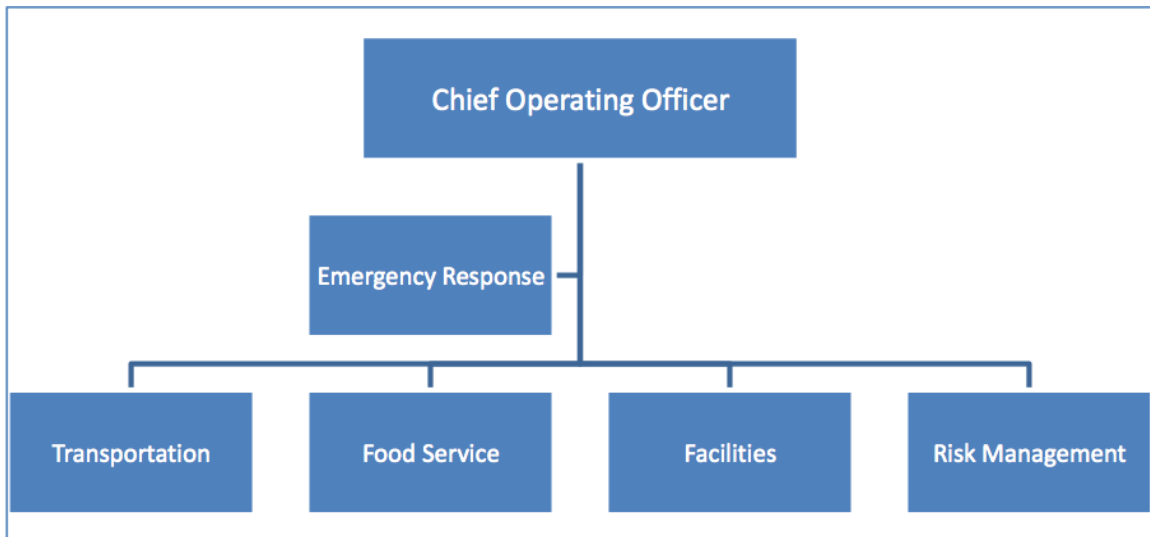 Chief Operating Officer
Emergency Response
Transportation
Food Service
Facilities
Risk Management